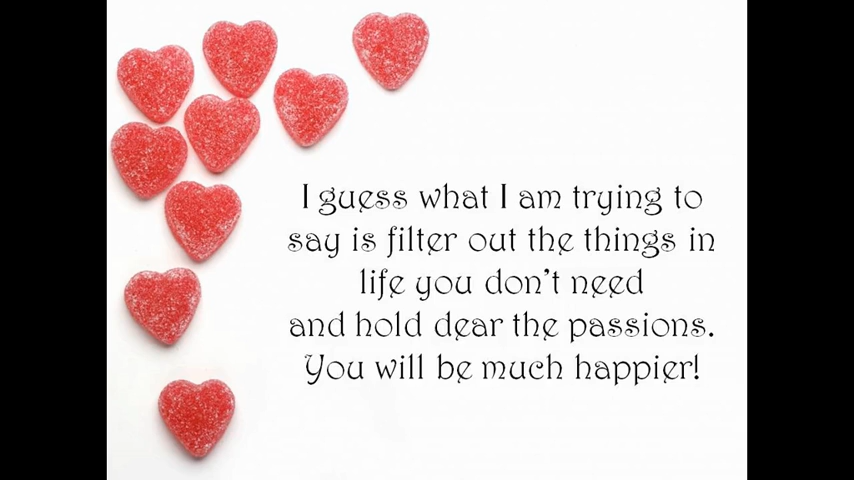 I guess what I am trying to
say is filter out the things in
life you don't need
and hold dear the passions.
You will be much happier!